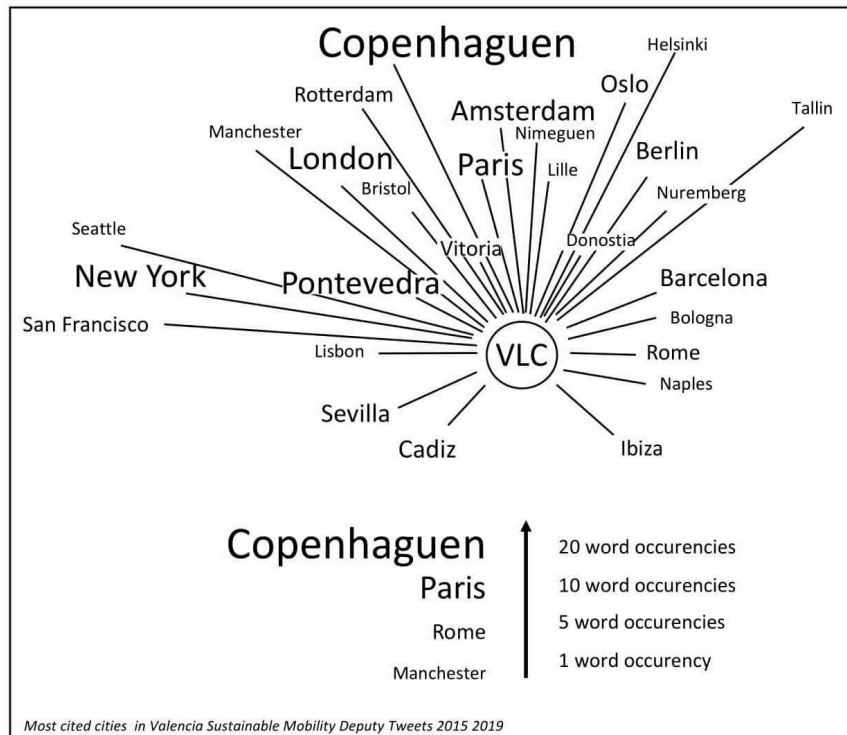 Copenhaguen
Helsinki
Oslo
Rotterdam
Amsterdam
Tallin
Manchester
Nimeguen
London
Paris
Lille
Berlin
Bristol
Nuremberg
Seattle
Vitoria
Donostia
New York
Pontevedra
Barcelona
San Francisco
Bologna
Lisbon
VLC
Rome
Naples
Sevilla
Cadiz
Ibiza
Copenhaguen
20 word occurencies
Paris
10 word occurencies
Rome
5 word occurencies
Manchester
1 word occurency
Most cited cities in Valencia Sustainable Mobility Deputy Tweets 2015 2019